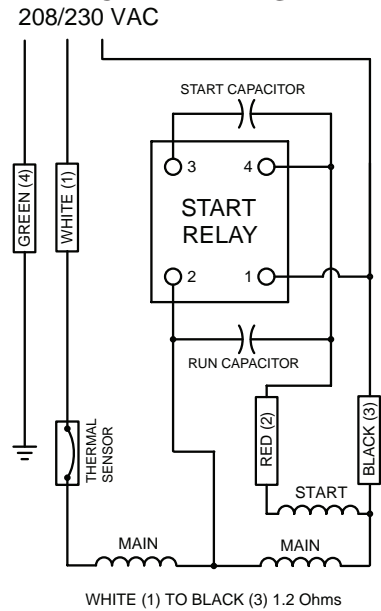 208/230 VAC
START CAPACITOR
3
4
START
RELAY
2
1
RUN CAPACITOR
GREEN (4)
WHITE (1)
THERMAL
SENSOR
RED (2)
BLACK (3)
START
MAIN
MAIN
WHITE (1) TO BLACK (3) 1.2 Ohms